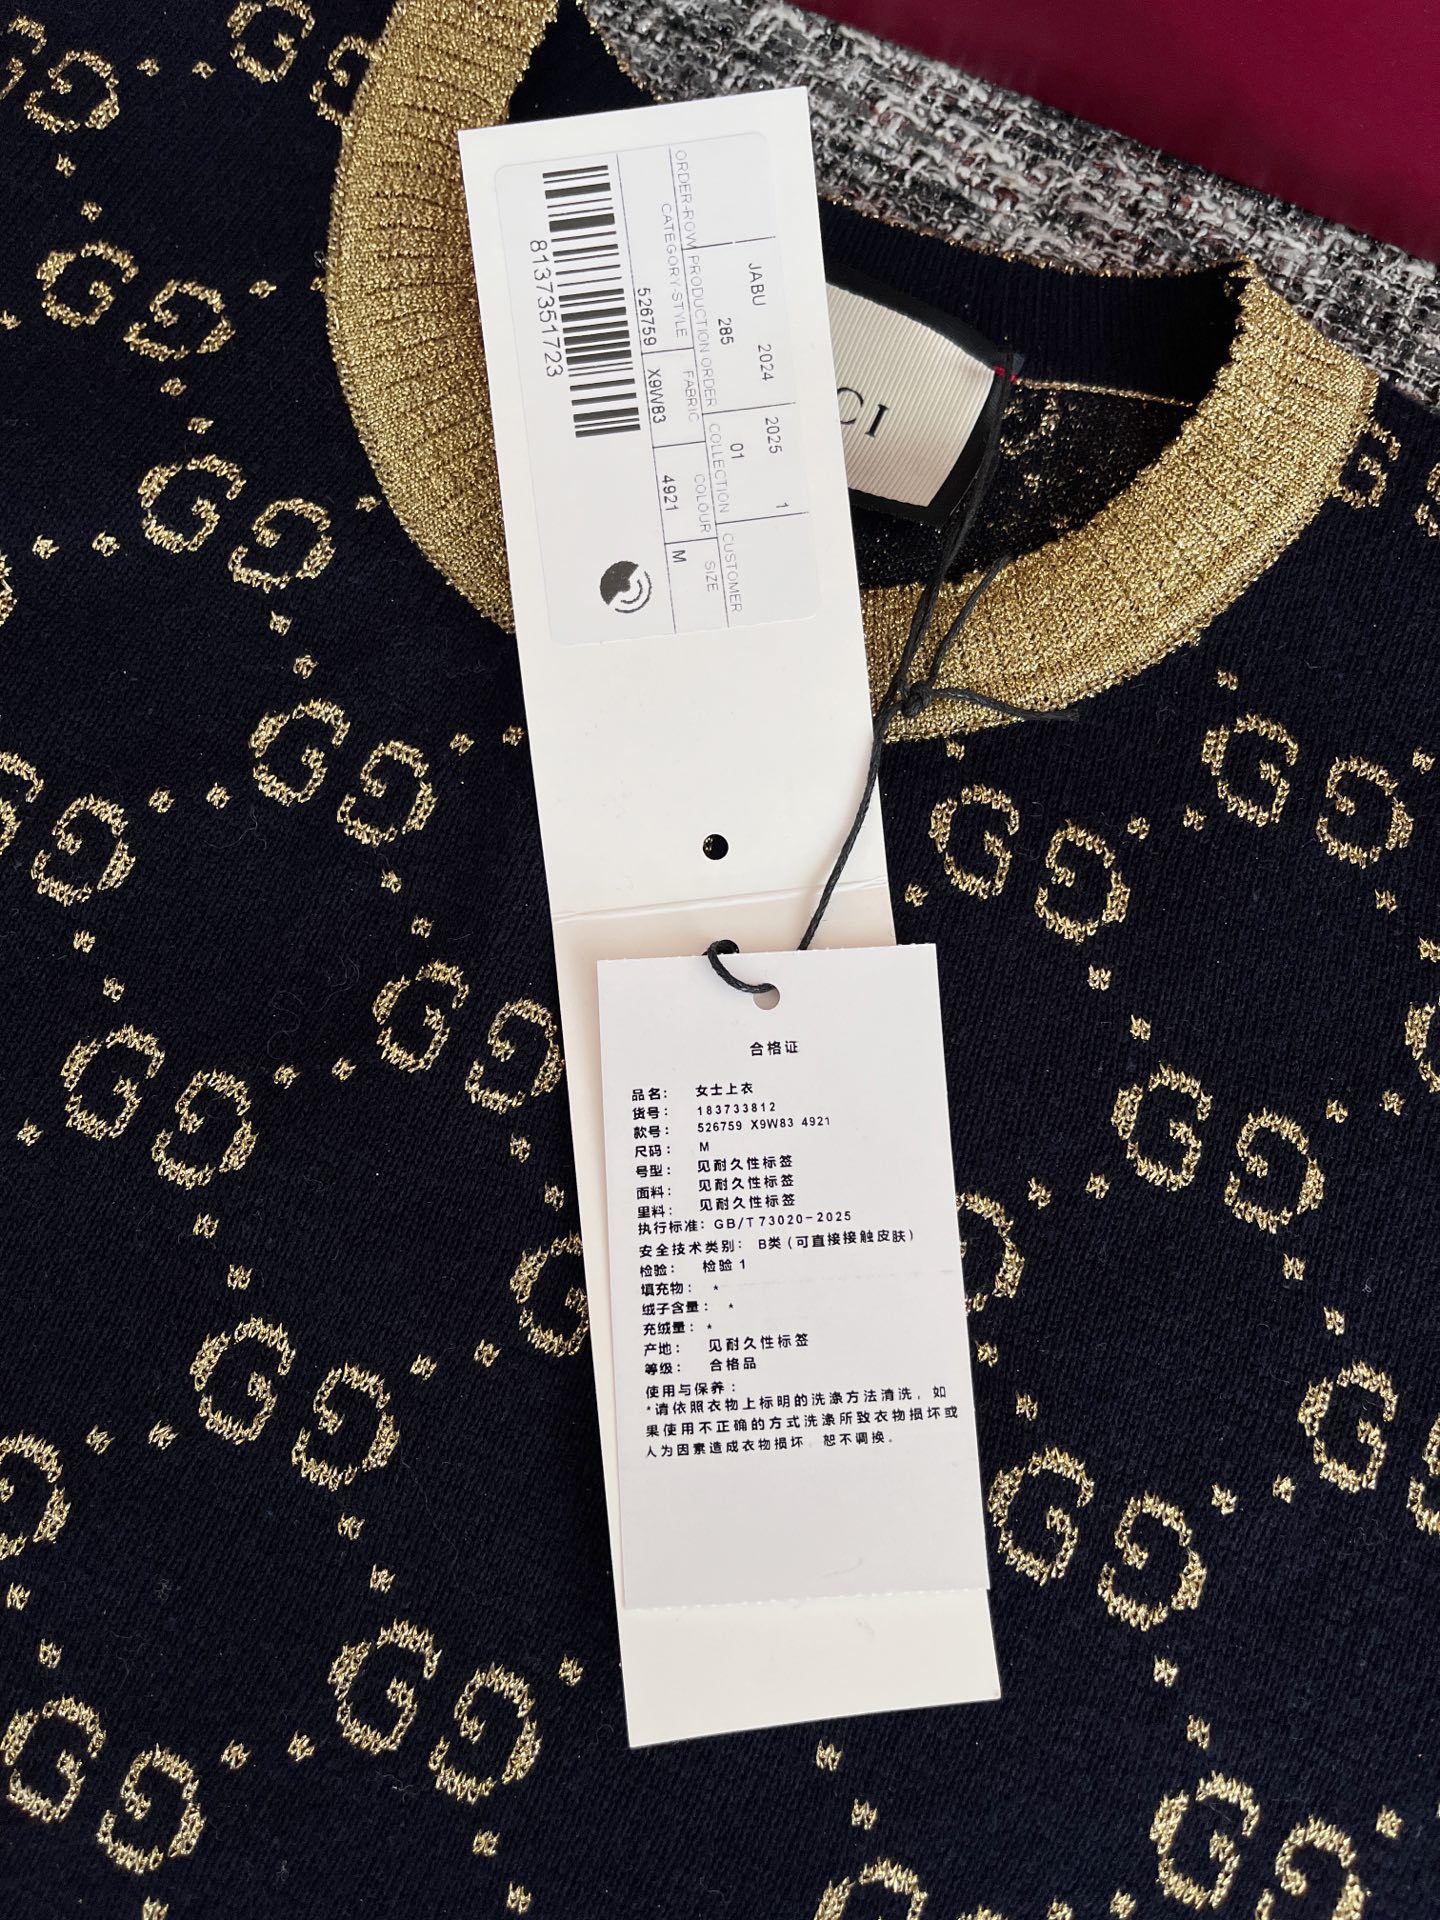 JABU 2024 2025 1
285 01
ORDER-ROW PRODUCTION ORDER COLLECTION CUSTOMER
CATEGORY-STYLE FABRIC COLOUR SIZE
526759 X9W83 4921 M
8137351723
CI
合格证
品名： 女士上衣
货号： 183733812
款号： 526759 X9W83 4921
尺码： M
号型： 见耐久性标签
面料： 见耐久性标签
里料： 见耐久性标签
执行标准：GB/T73020-2025
安全技术类别： B类(可直接接触皮肤)
检验： 检验1
填充物： *
绒子含量： *
充绒量： *
产地： 见耐久性标签
等级： 合格品
使用与保养：
*请依照衣物上标明的洗涤方法清洗，如
果使用不正确的方式洗涤所致衣物损坏或
人为因素造成衣物损坏 恕不调换。